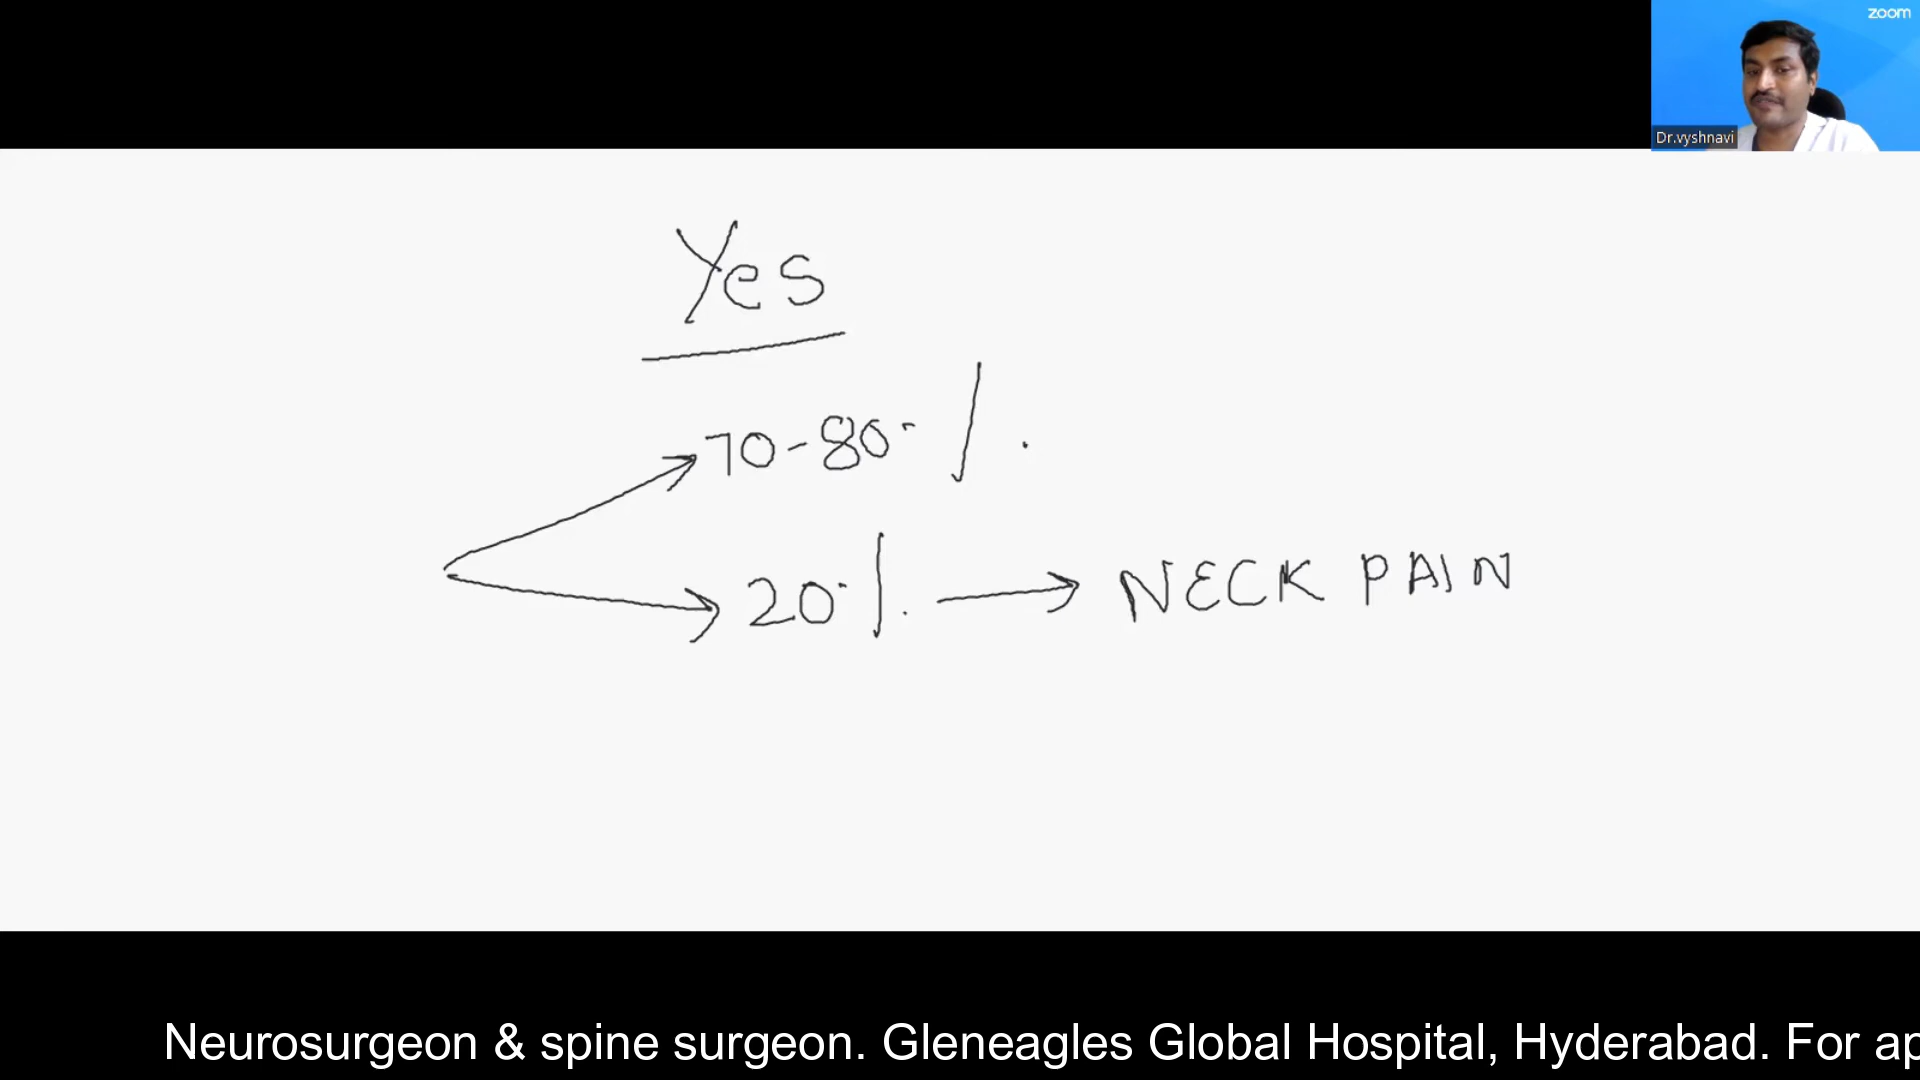 zoom
Dr.vyshnavi
Yes
70-80%.
20% → NECK PAIN
Neurosurgeon & spine surgeon. Gleneagles Global Hospital, Hyderabad. For ap